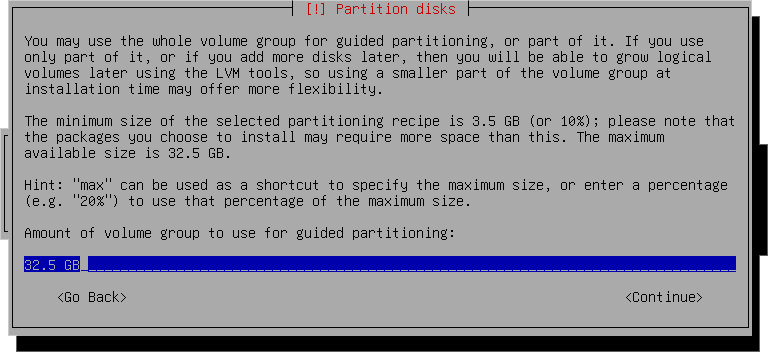 [!] Partition disks
You may use the whole volume group for guided partitioning, or part of it. If you use
only part of it, or if you add more disks later, then you will be able to grow logical
volumes later using the LVM tools, so using a smaller part of the volume group at
installation time may offer more flexibility.
The minimum size of the selected partitioning recipe is 3.5 GB (or 10%); please note that
the packages you choose to install may require more space than this. The maximum
available size is 32.5 GB.
Hint: "max" can be used as a shortcut to specify the maximum size, or enter a percentage
(e.g. "20%") to use that percentage of the maximum size.
Amount of volume group to use for guided partitioning:
32.5 GB
<Go Back> <Continue>